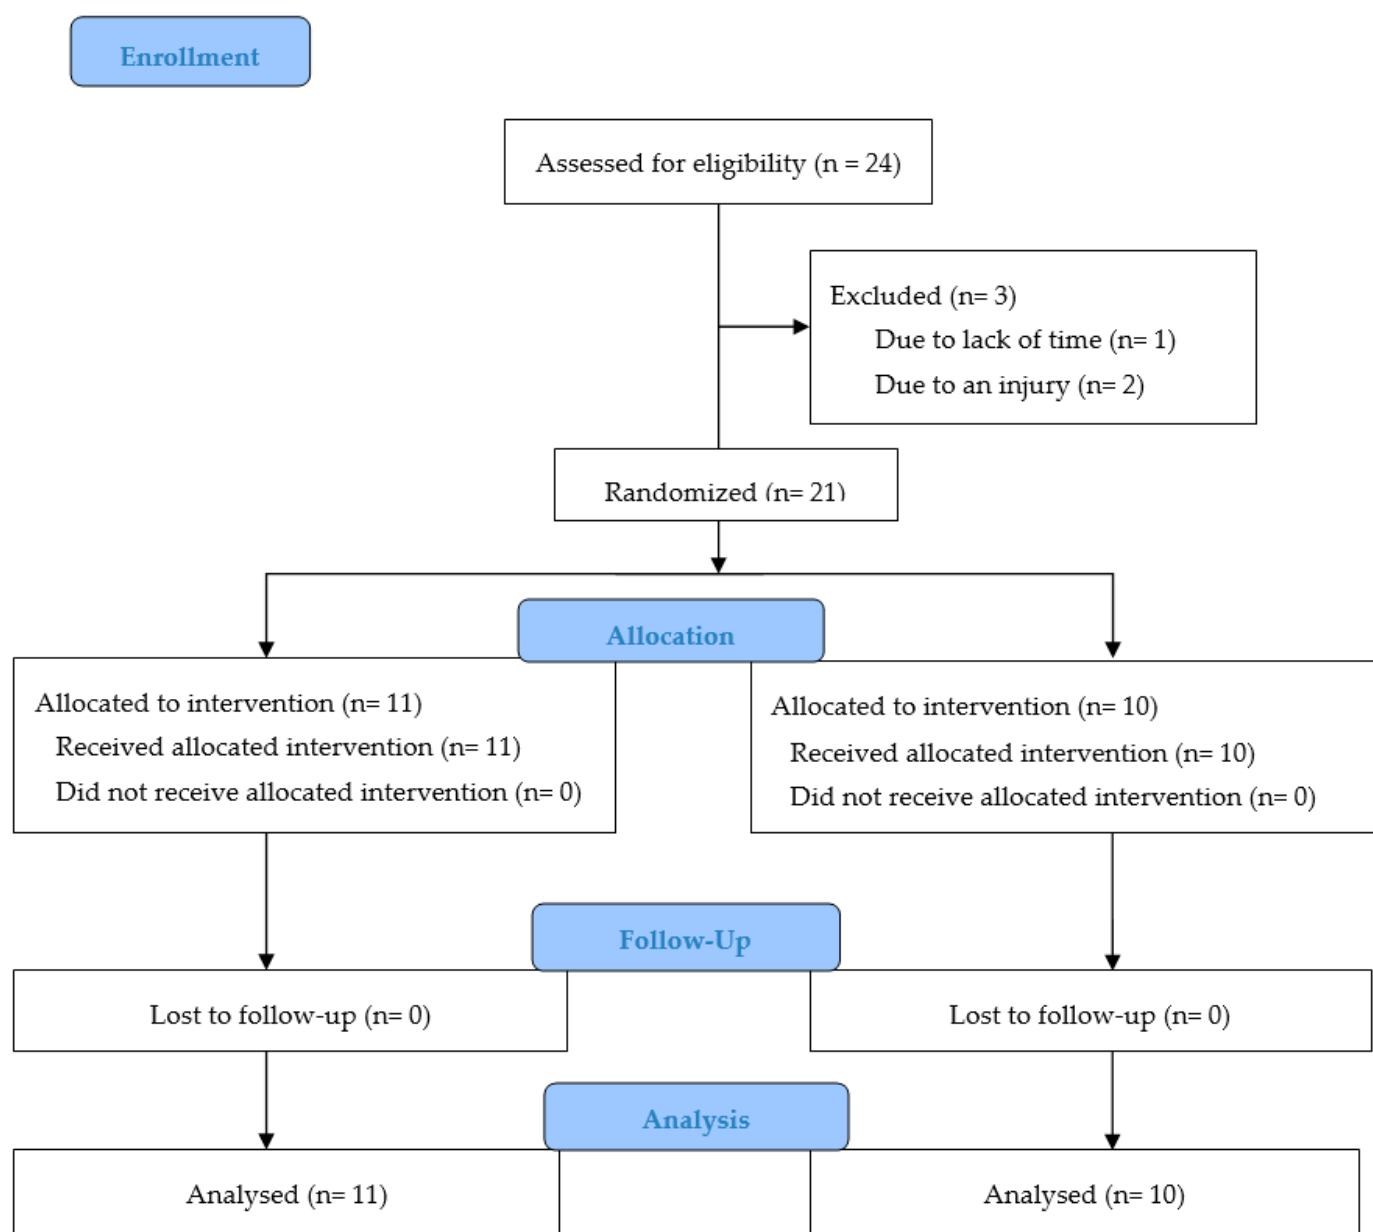 Enrollment
Assessed for eligibility (n = 24)
Excluded (n= 3)
Due to lack of time (n= 1)
Due to an injury (n= 2)
Randomized (n= 21)
Allocation
Allocated to intervention (n= 11)
Received allocated intervention (n= 11)
Did not receive allocated intervention (n= 0)
Allocated to intervention (n= 10)
Received allocated intervention (n= 10)
Did not receive allocated intervention (n= 0)
Follow-Up
Lost to follow-up (n= 0)
Lost to follow-up (n= 0)
Analysis
Analysed (n= 11)
Analysed (n= 10)